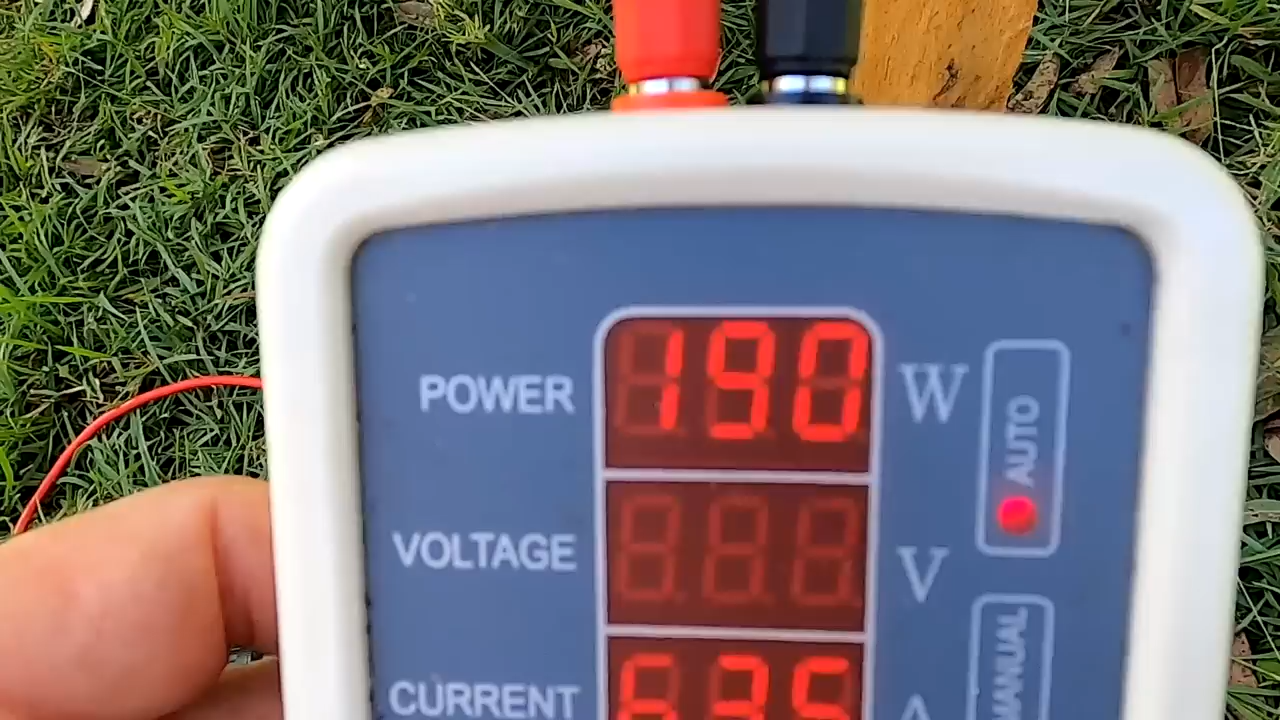 POWER 190 W
AUTO
VOLTAGE V
MANUAL
CURRENT A